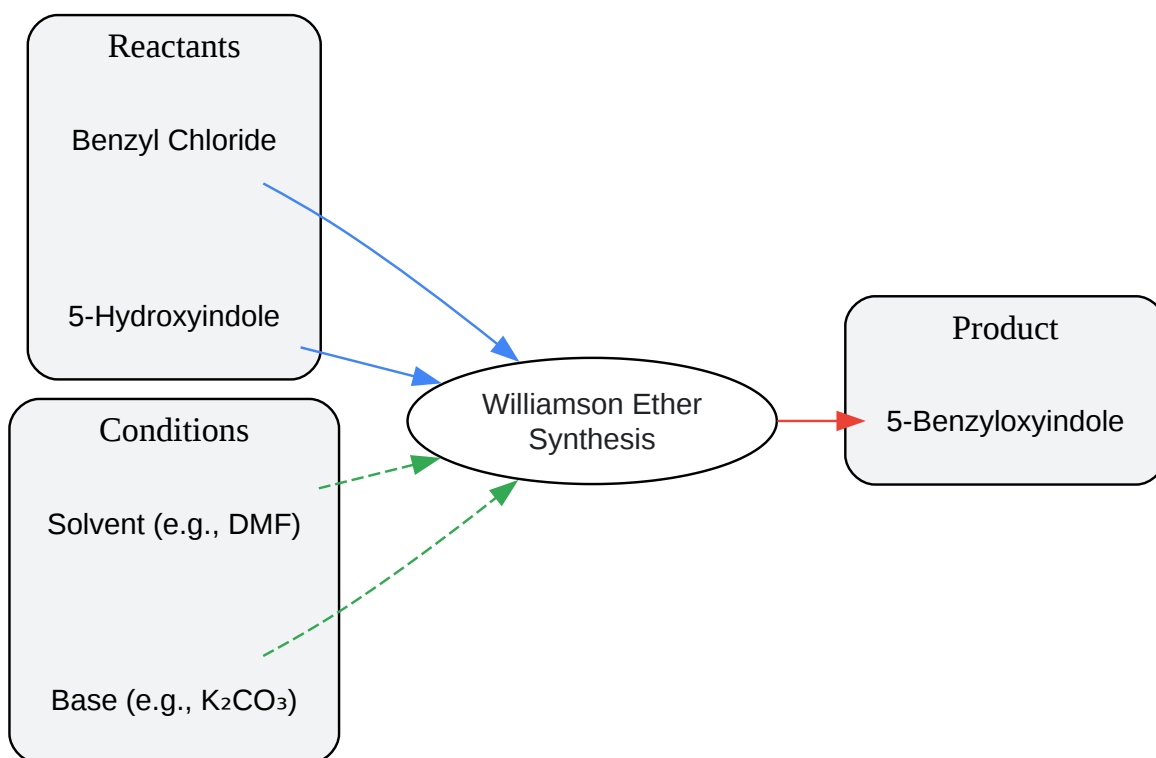 Reactants
Benzyl Chloride
5-Hydroxyindole
Conditions
Solvent (e.g., DMF)
Base (e.g., K₂CO₃)
Williamson Ether
Synthesis
Product
5-Benzyloxyindole